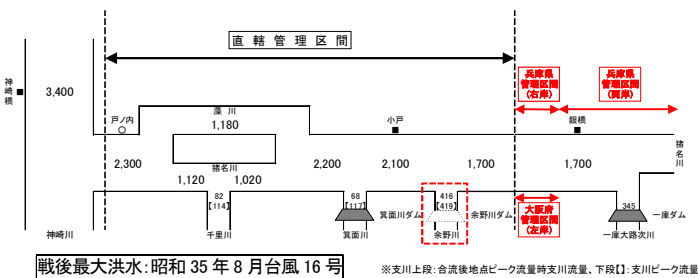 直轄管理区間
兵庫県
管理区間
(右岸)
兵庫県
管理区間
(両岸)
神崎橋
3,400
藻川
戸ノ内
1,180
小戸
銀橋
猪名川
2,300
猪名川
2,200
2,100
1,700
1,700
1,120
1,020
82
【114】
68
【117】
416
【419】
345
箕面川ダム
余野川ダム
大阪府
管理区間
(左岸)
一庫ダム
神崎川
千里川
箕面川
余野川
一庫大路次川
戦後最大洪水:昭和35年8月台風16号
※支川上段:合流後地点ピーク流量時支川流量、下段【】:支川ピーク流量